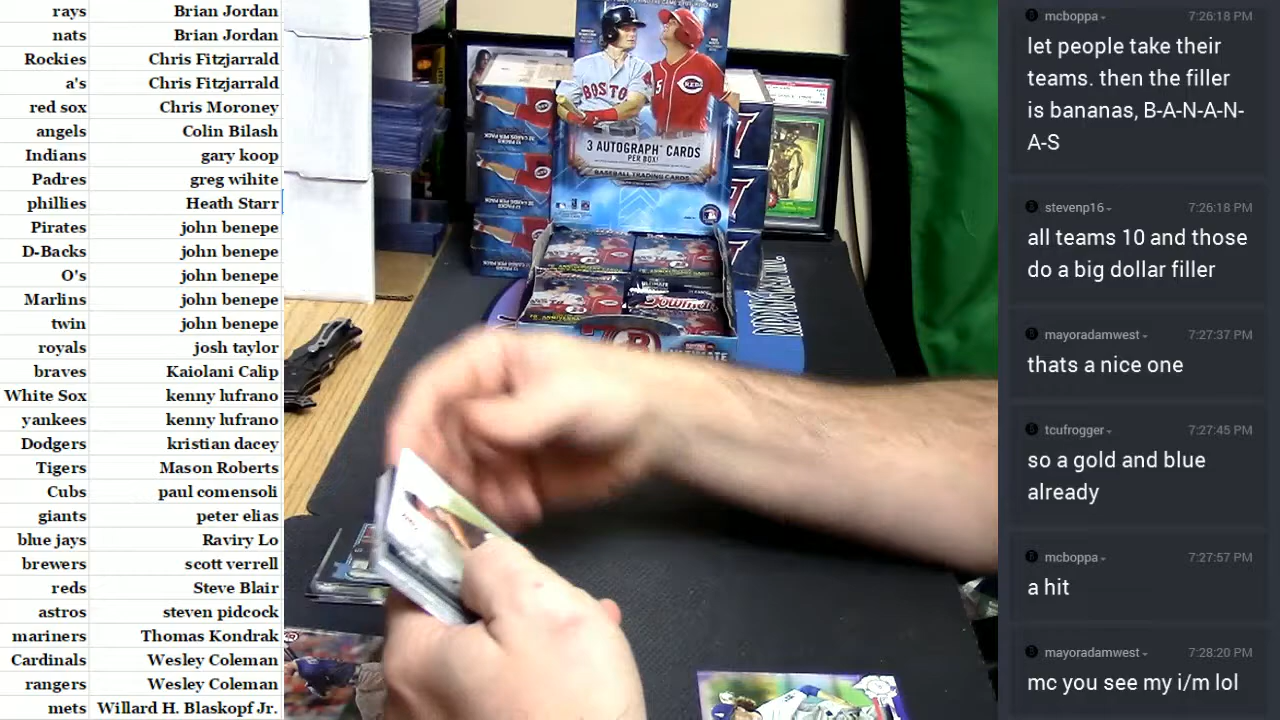 rays Brian Jordan
nats Brian Jordan
Rockies Chris Fitzjarrald
a's Chris Fitzjarrald
red sox Chris Moroney
angels Colin Bilash
Indians gary koop
Padres greg wihite
phillies Heath Starr
Pirates john benepe
D-Backs john benepe
O's john benepe
Marlins john benepe
twin john benepe
royals josh taylor
braves Kaiolani Calip
White Sox kenny lufrano
yankees kenny lufrano
Dodgers kristian dacey
Tigers Mason Roberts
Cubs paul comensoli
giants peter elias
blue jays Raviry Lo
brewers scott verrell
reds Steve Blair
astros steven pidcock
mariners Thomas Kondrak
Cardinals Wesley Coleman
rangers Wesley Coleman
mets Willard H. Blaskopf Jr.
BOSTON
REDS
3 AUTOGRAPH CARDS
PER BOX!
BASEBALL TRADING CARDS
Bowman
mcboppa 7:26:18 PM
let people take their
teams. then the filler
is bananas, B-A-N-A-N-
A-S
stevenp16 7:26:18 PM
all teams 10 and those
do a big dollar filler
mayoradamwest 7:27:37 PM
thats a nice one
tcufrogger 7:27:45 PM
so a gold and blue
already
mcboppa 7:27:57 PM
a hit
mayoradamwest 7:28:20 PM
mc you see my i/m lol